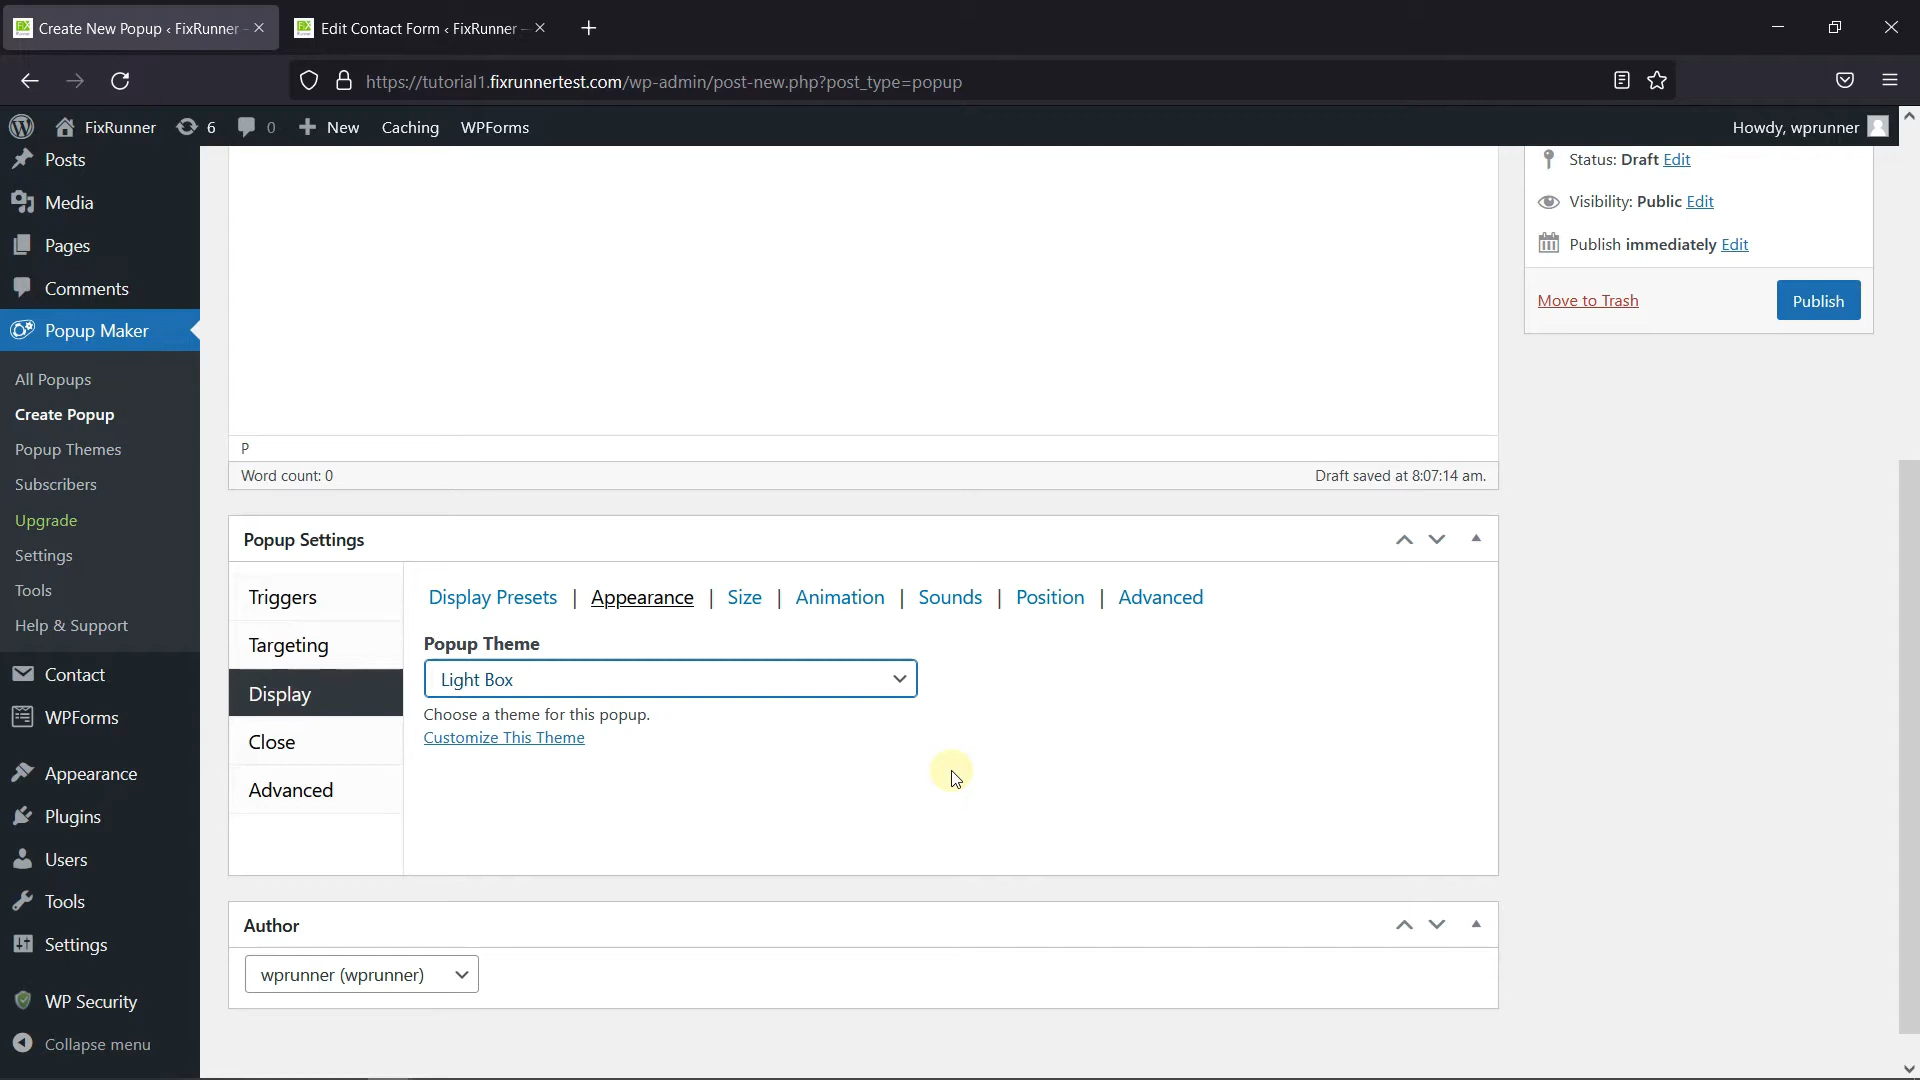 Create New Popup ‹ FixRunner –
Edit Contact Form ‹ FixRunner –
https://tutorial1.fixrunnertest.com/wp-admin/post-new.php?post_type=popup
FixRunner
6
0
New
Caching
WPForms
Howdy, wprunner
Posts
Media
Pages
Comments
Popup Maker
All Popups
Create Popup
Popup Themes
Subscribers
Upgrade
Settings
Tools
Help & Support
Contact
WPForms
Appearance
Plugins
Users
Tools
Settings
WP Security
Collapse menu
P
Word count: 0
Draft saved at 8:07:14 am.
Popup Settings
Triggers
Targeting
Display
Close
Advanced
Display Presets | Appearance | Size | Animation | Sounds | Position | Advanced
Popup Theme
Light Box
Choose a theme for this popup.
Customize This Theme
Author
wprunner (wprunner)
Status: Draft Edit
Visibility: Public Edit
Publish immediately Edit
Move to Trash
Publish